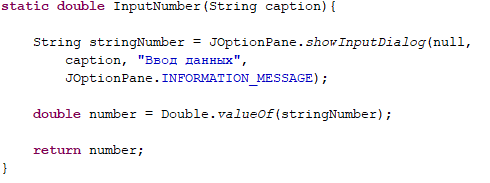 static double InputNumber(String caption){
String stringNumber = JOptionPane.showInputDialog(null,
caption, "Ввод данных",
JOptionPane.INFORMATION_MESSAGE);
double number = Double.valueOf(stringNumber);
return number;
}